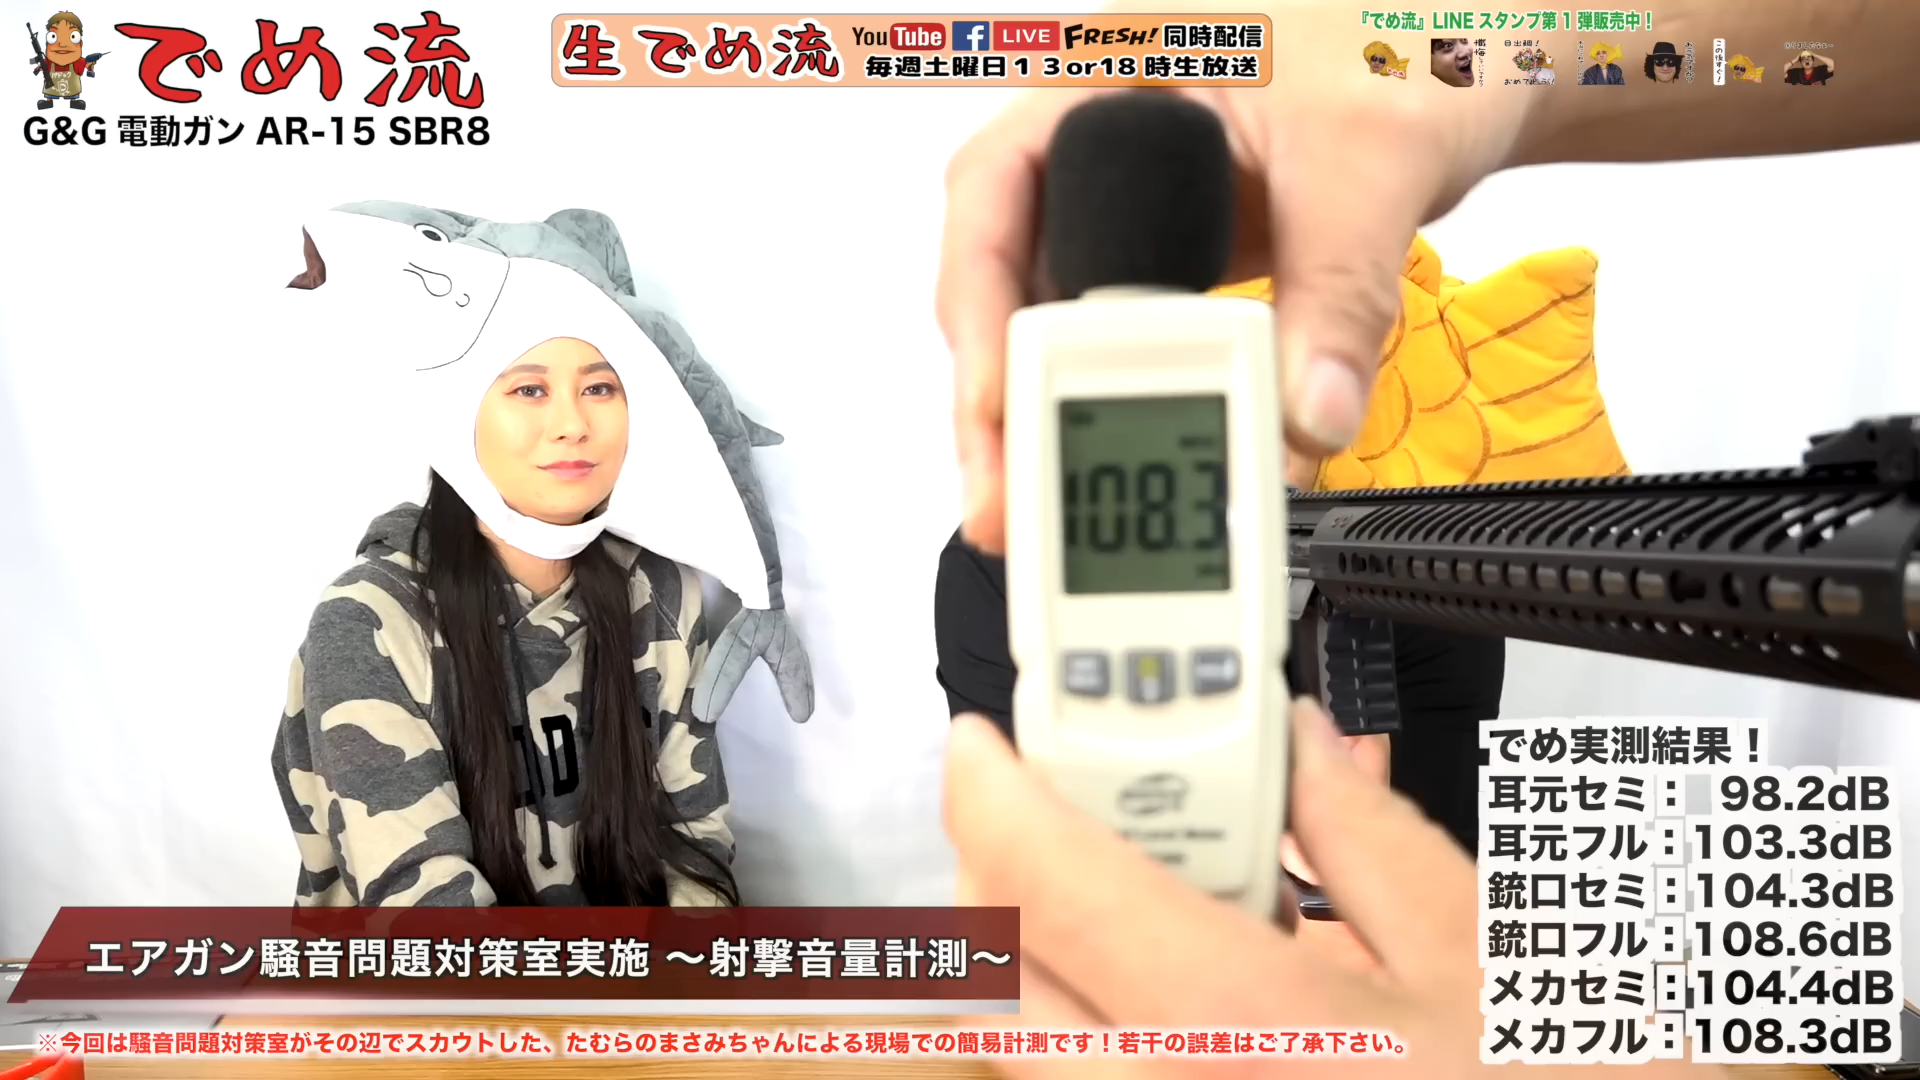 でめ流
G&G 電動ガン AR-15 SBR8
生 でめ流
YouTube f LIVE FRESH! 同時配信
毎週土曜日13or18時生放送
『でめ流』LINEスタンプ第1弾販売中！
この後すぐ！
108.3
でめ実測結果！
耳元セミ： 98.2dB
耳元フル：103.3dB
銃口セミ：104.3dB
銃口フル：108.6dB
メカセミ：104.4dB
メカフル：108.3dB
エアガン騒音問題対策室実施 〜射撃音量計測〜
※今回は騒音問題対策室がその辺でスカウトした、たむらのまさみちゃんによる現場での簡易計測です！若干の誤差はご了承下さい。